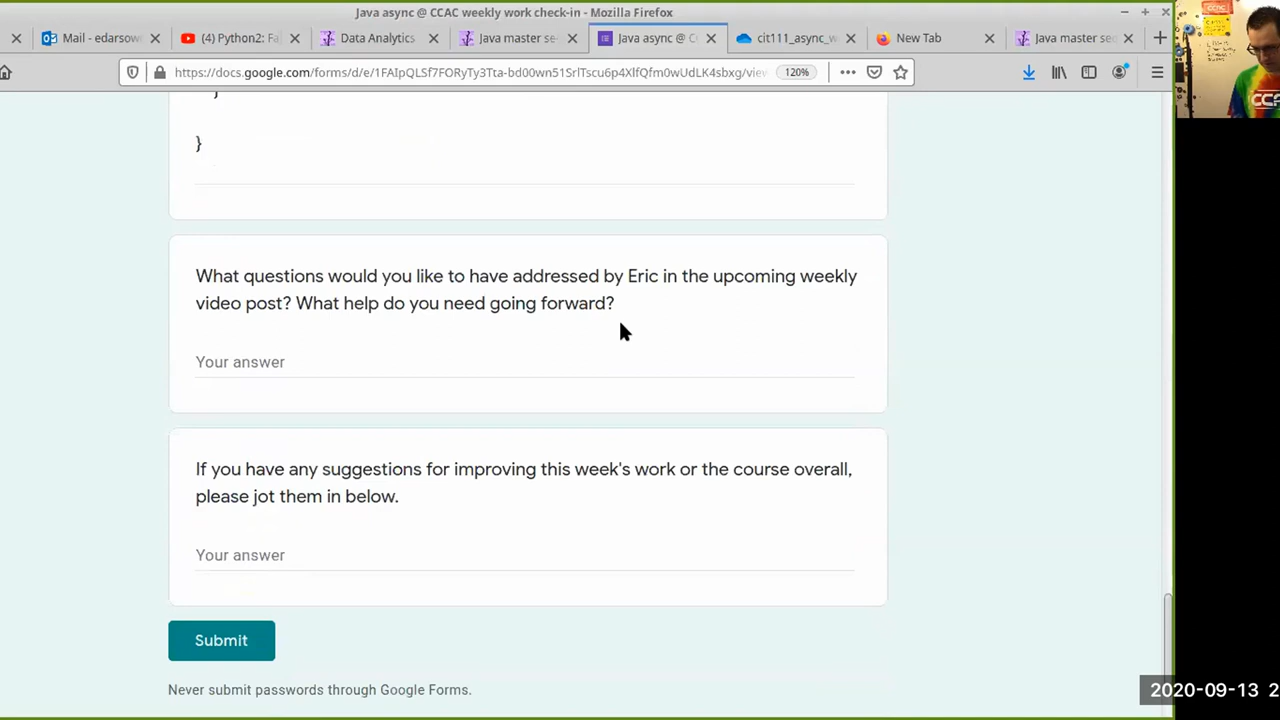 Java async @ CCAC weekly work check-in - Mozilla Firefox
Mail - edarsow
(4) Python2: Fa
Data Analytics
Java master se
Java async @ C
cit111_async_w
New Tab
Java master se
https://docs.google.com/forms/d/e/1FAIpQLSf7FORyTy3Tta-bd00wn51SrlTscu6p4XlfQfm0wUdLK4sbxg/view
120%
}
}
What questions would you like to have addressed by Eric in the upcoming weekly
video post? What help do you need going forward?
Your answer
If you have any suggestions for improving this week's work or the course overall,
please jot them in below.
Your answer
Submit
Never submit passwords through Google Forms.
2020-09-13 2